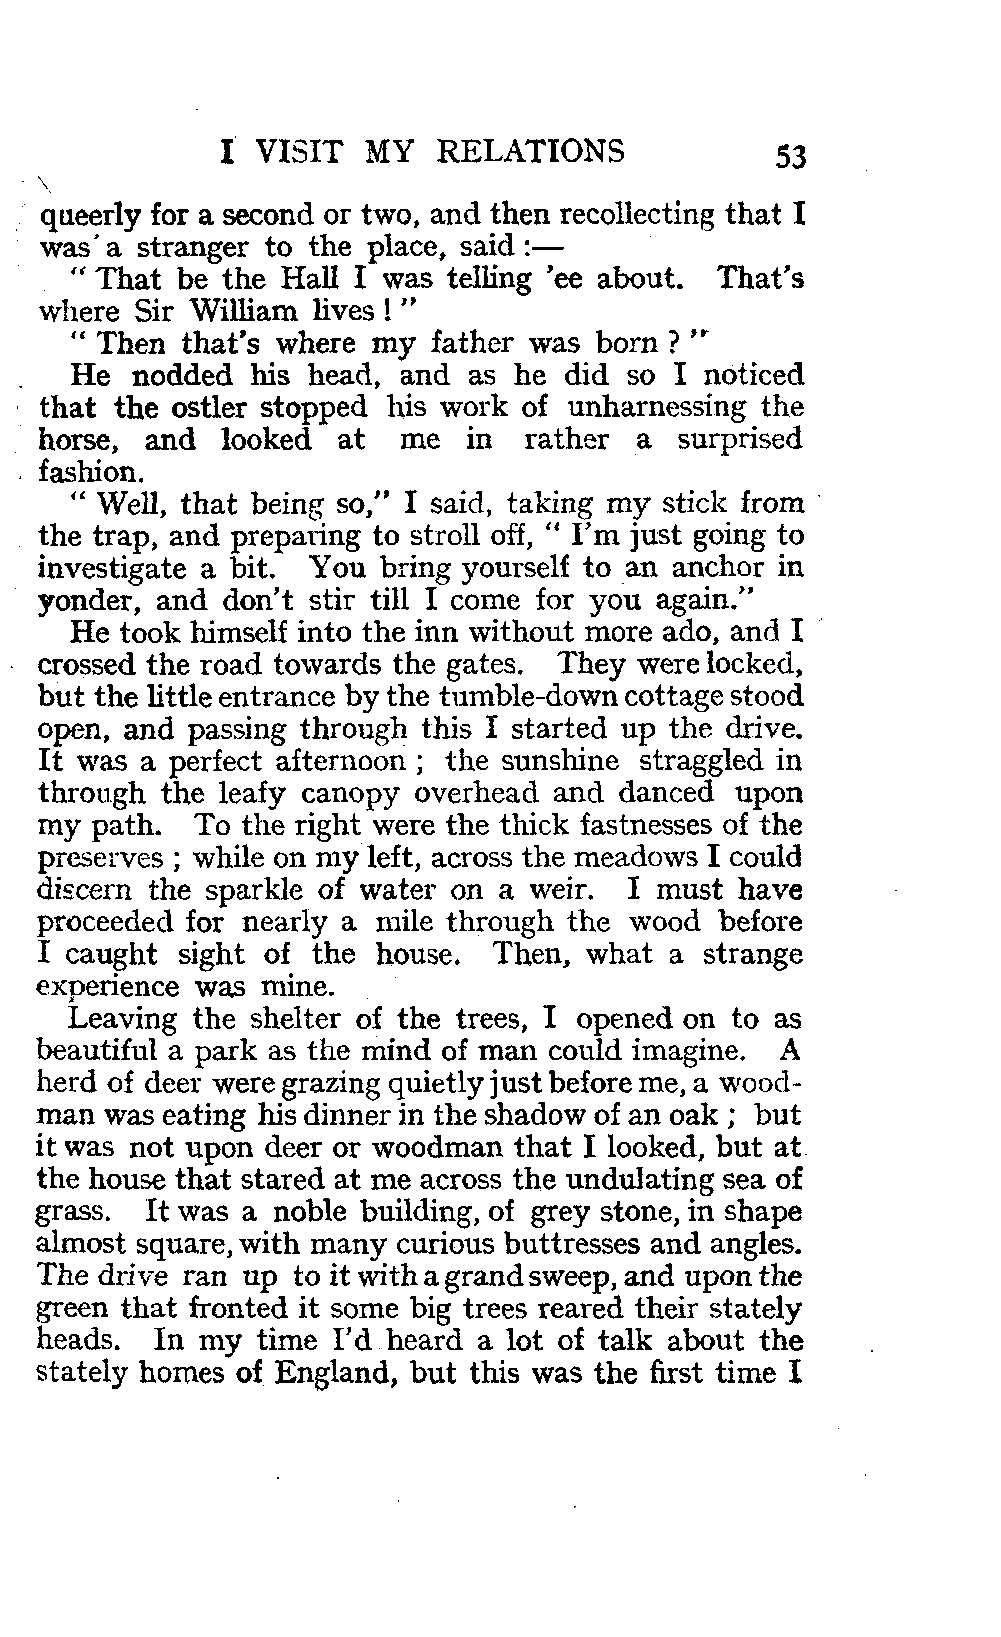 I VISIT MY RELATIONS 53
queerly for a second or two, and then recollecting that I
was a stranger to the place, said :—
" That be the Hall I was telling 'ee about. That's
where Sir William lives ! "
" Then that's where my father was born ? "
He nodded his head, and as he did so I noticed
that the ostler stopped his work of unharnessing the
horse, and looked at me in rather a surprised
fashion.
" Well, that being so," I said, taking my stick from
the trap, and preparing to stroll off, " I'm just going to
investigate a bit. You bring yourself to an anchor in
yonder, and don't stir till I come for you again."
He took himself into the inn without more ado, and I
crossed the road towards the gates. They were locked,
but the little entrance by the tumble-down cottage stood
open, and passing through this I started up the drive.
It was a perfect afternoon ; the sunshine straggled in
through the leafy canopy overhead and danced upon
my path. To the right were the thick fastnesses of the
preserves ; while on my left, across the meadows I could
discern the sparkle of water on a weir. I must have
proceeded for nearly a mile through the wood before
I caught sight of the house. Then, what a strange
experience was mine.
Leaving the shelter of the trees, I opened on to as
beautiful a park as the mind of man could imagine. A
herd of deer were grazing quietly just before me, a wood-
man was eating his dinner in the shadow of an oak ; but
it was not upon deer or woodman that I looked, but at
the house that stared at me across the undulating sea of
grass. It was a noble building, of grey stone, in shape
almost square, with many curious buttresses and angles.
The drive ran up to it with a grand sweep, and upon the
green that fronted it some big trees reared their stately
heads. In my time I'd heard a lot of talk about the
stately homes of England, but this was the first time I